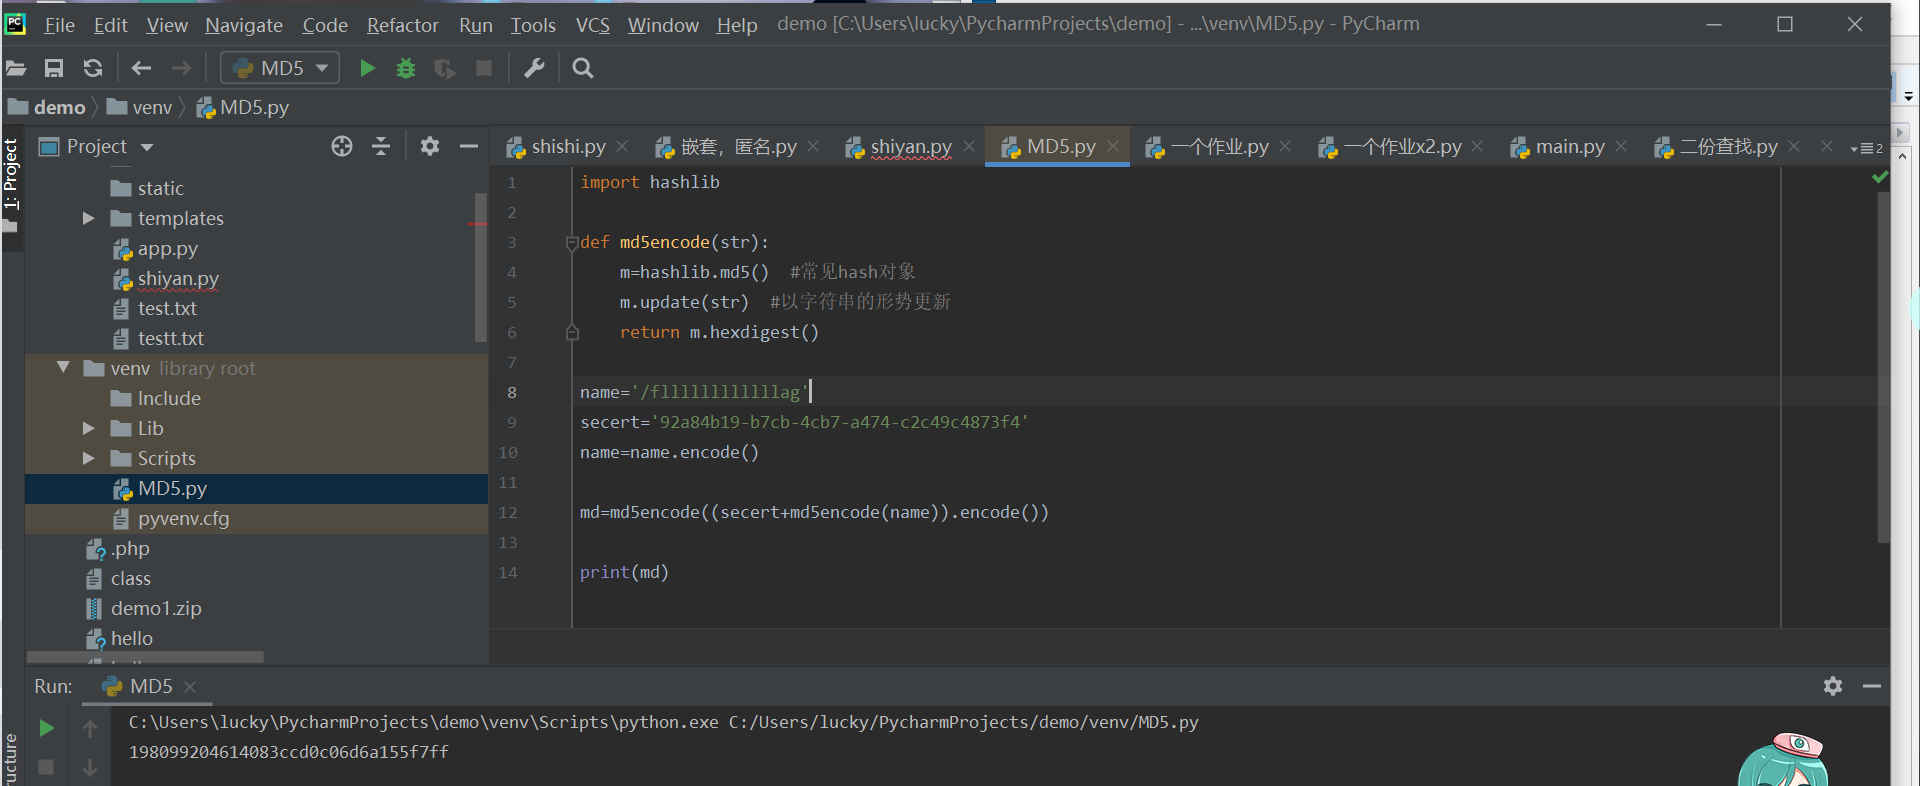 File Edit View Navigate Code Refactor Run Tools VCS Window Help demo [C:\Users\lucky\PycharmProjects\demo] - ...\venv\MD5.py - PyCharm
MD5
demo venv MD5.py
1: Project
Project
static
templates
app.py
shiyan.py
test.txt
testt.txt
venv library root
Include
Lib
Scripts
MD5.py
pyvenv.cfg
.php
class
demo1.zip
hello
shishi.py 嵌套，匿名.py shiyan.py MD5.py 一个作业.py 一个作业x2.py main.py 二份查找.py 2
1 import hashlib
2
3 def md5encode(str):
4 m=hashlib.md5() #常见hash对象
5 m.update(str) #以字符串的形势更新
6 return m.hexdigest()
7
8 name='/fllllllllllllag'
9 secert='92a84b19-b7cb-4cb7-a474-c2c49c4873f4'
10 name=name.encode()
11
12 md=md5encode((secert+md5encode(name)).encode())
13
14 print(md)
Run: MD5
C:\Users\lucky\PycharmProjects\demo\venv\Scripts\python.exe C:/Users/lucky/PycharmProjects/demo/venv/MD5.py
198099204614083ccd0c06d6a155f7ff